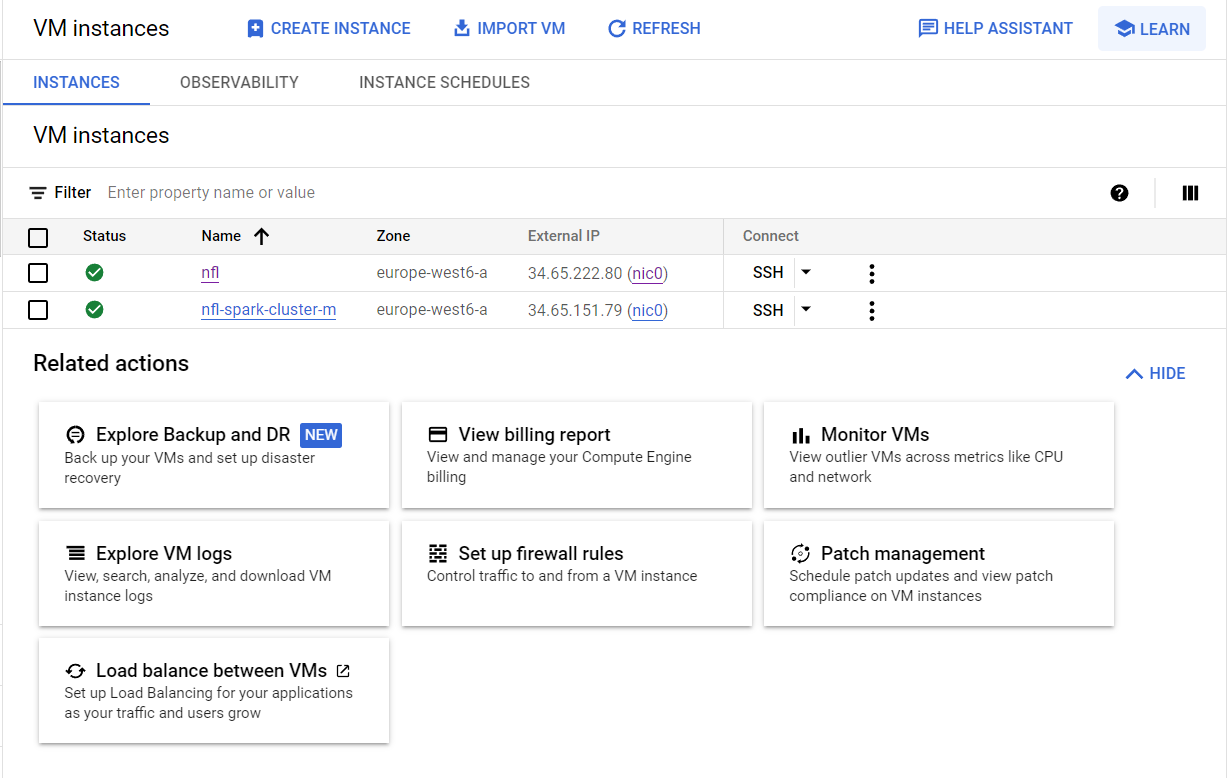 VM instances CREATE INSTANCE IMPORT VM REFRESH HELP ASSISTANT LEARN
INSTANCES OBSERVABILITY INSTANCE SCHEDULES
VM instances
Filter Enter property name or value
Status Name Zone External IP Connect
nfl europe-west6-a 34.65.222.80 (nic0) SSH
nfl-spark-cluster-m europe-west6-a 34.65.151.79 (nic0) SSH
Related actions
HIDE
Explore Backup and DR NEW
Back up your VMs and set up disaster
recovery
View billing report
View and manage your Compute Engine
billing
Monitor VMs
View outlier VMs across metrics like CPU
and network
Explore VM logs
View, search, analyze, and download VM
instance logs
Set up firewall rules
Control traffic to and from a VM instance
Patch management
Schedule patch updates and view patch
compliance on VM instances
Load balance between VMs
Set up Load Balancing for your applications
as your traffic and users grow